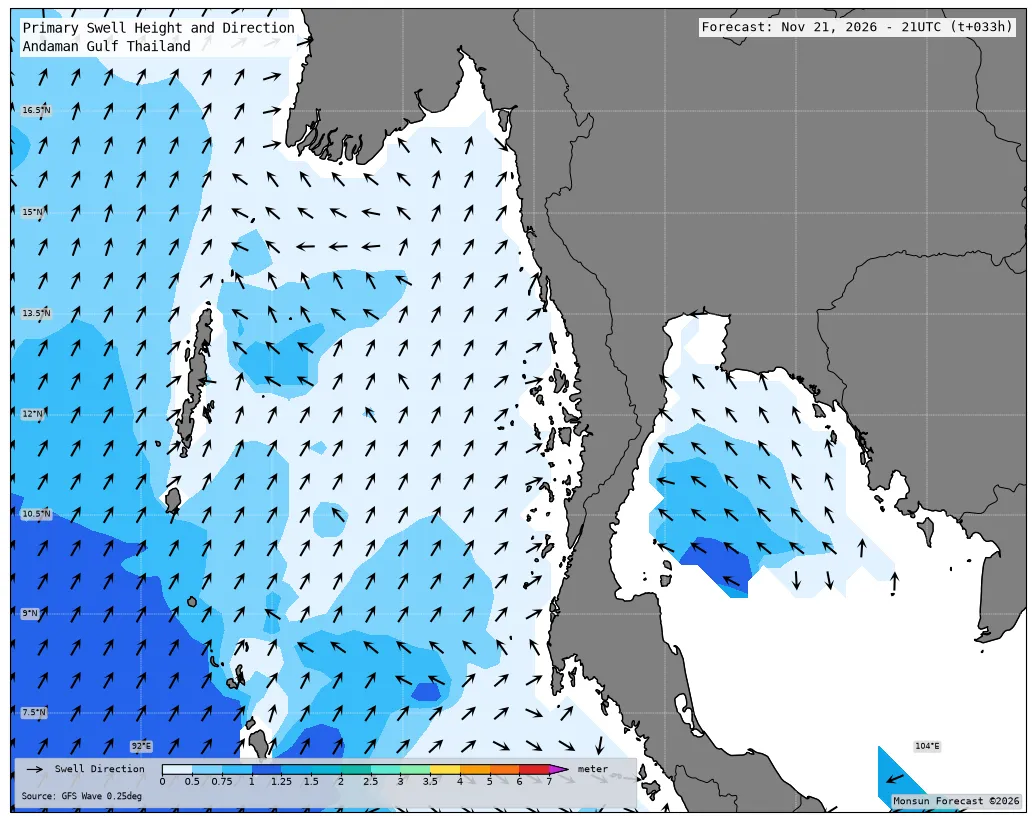 Primary Swell Height and Direction
Andaman Gulf Thailand
Forecast: Nov 21, 2026 - 21UTC (t+033h)
16.5°N
15°N
13.5°N
12°N
10.5°N
9°N
7.5°N
92°E
104°E
Swell Direction
meter
0 0.5 0.75 1 1.25 1.5 2 2.5 3 3.5 4 5 6 7
Source: GFS Wave 0.25deg
Monsun Forecast ©2026